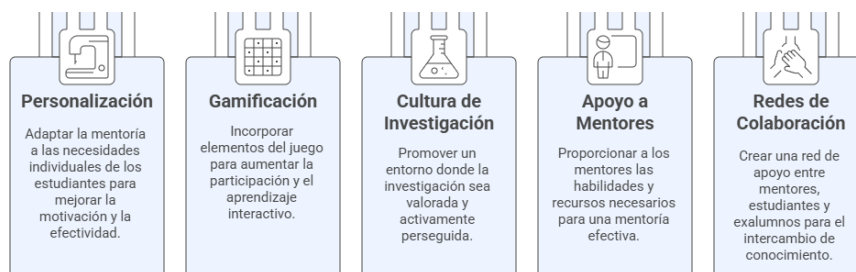 Personalización
Adaptar la mentoría
a las necesidades
individuales de los
estudiantes para
mejorar la
motivación y la
efectividad.
Gamificación
Incorporar
elementos del juego
para aumentar la
participación y el
aprendizaje
interactivo.
Cultura de
Investigación
Promover un
entorno donde la
investigación sea
valorada y
activamente
perseguida.
Apoyo a
Mentores
Proporcionar a los
mentores las
habilidades y
recursos necesarios
para una mentoría
efectiva.
Redes de
Colaboración
Crear una red de
apoyo entre
mentores,
estudiantes y
exalumnos para el
intercambio de
conocimiento.